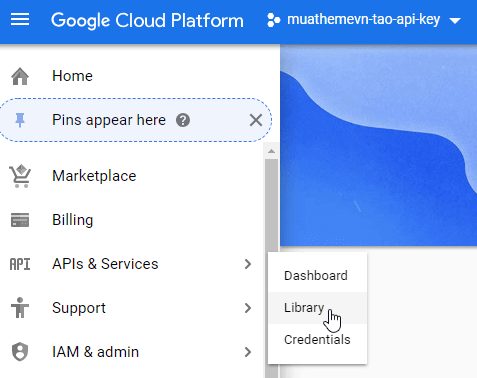 Google Cloud Platform
muathemevn-tao-api-key
Home
Pins appear here
?
Marketplace
Billing
API
APIs & Services
Dashboard
Library
Credentials
Support
IAM & admin